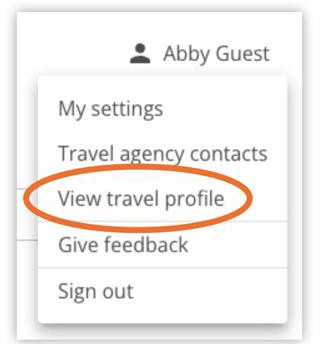 Abby Guest
My settings
Travel agency contacts
View travel profile
Give feedback
Sign out